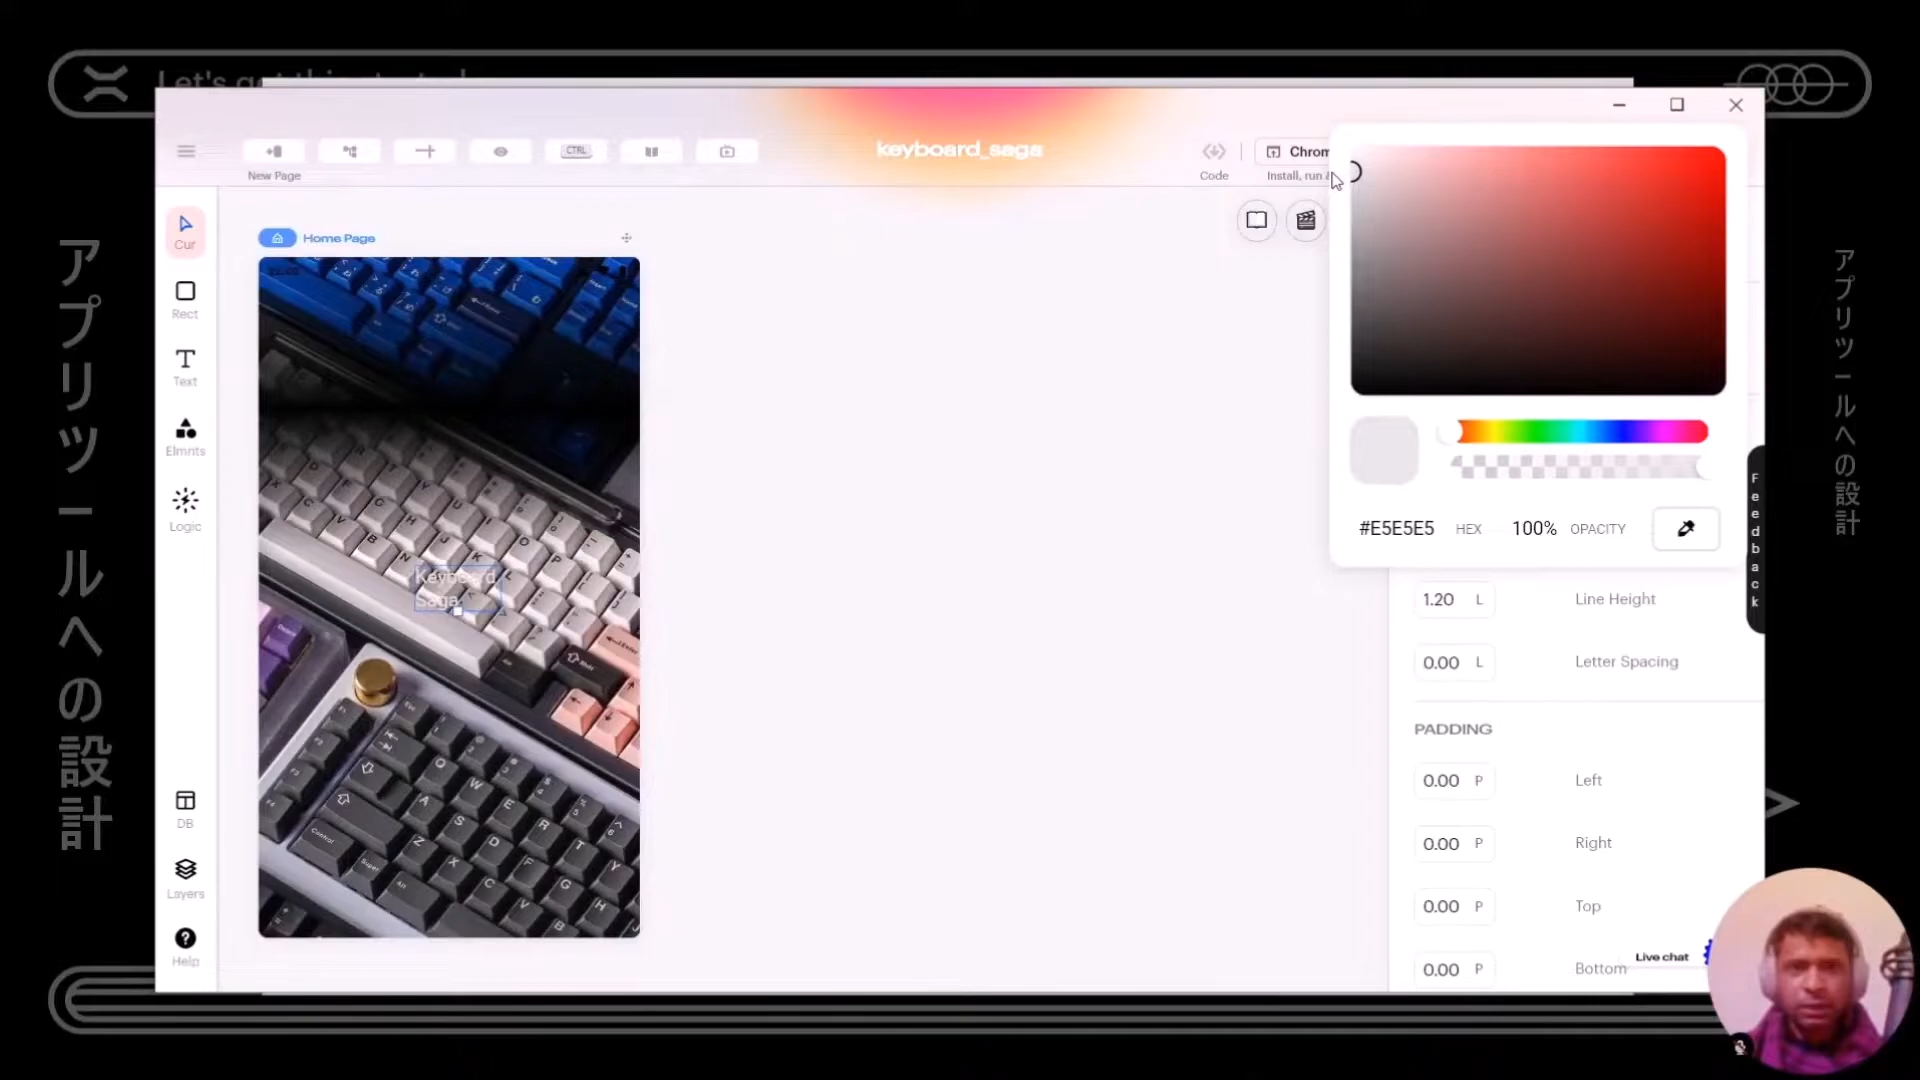 アプリツールへの設計
アプリツールへの設計
keyboard_saga
CTRL
New Page
Code
Chrom
Install, run &
Cur
Rect
Text
Elmnts
Logic
DB
Layers
Help
Home Page
Keyboard
Saga
#E5E5E5 HEX 100% OPACITY
Feedback
1.20 L Line Height
0.00 L Letter Spacing
PADDING
0.00 P Left
0.00 P Right
0.00 P Top
0.00 P Bottom
Live chat